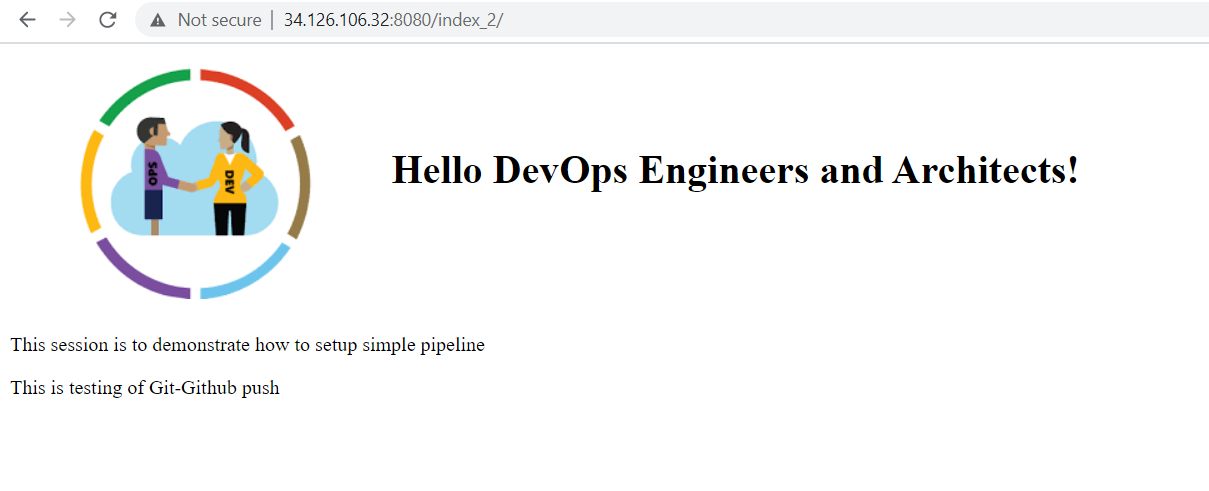 Not secure | 34.126.106.32:8080/index_2/
OPS
DEV
Hello DevOps Engineers and Architects!
This session is to demonstrate how to setup simple pipeline
This is testing of Git-Github push